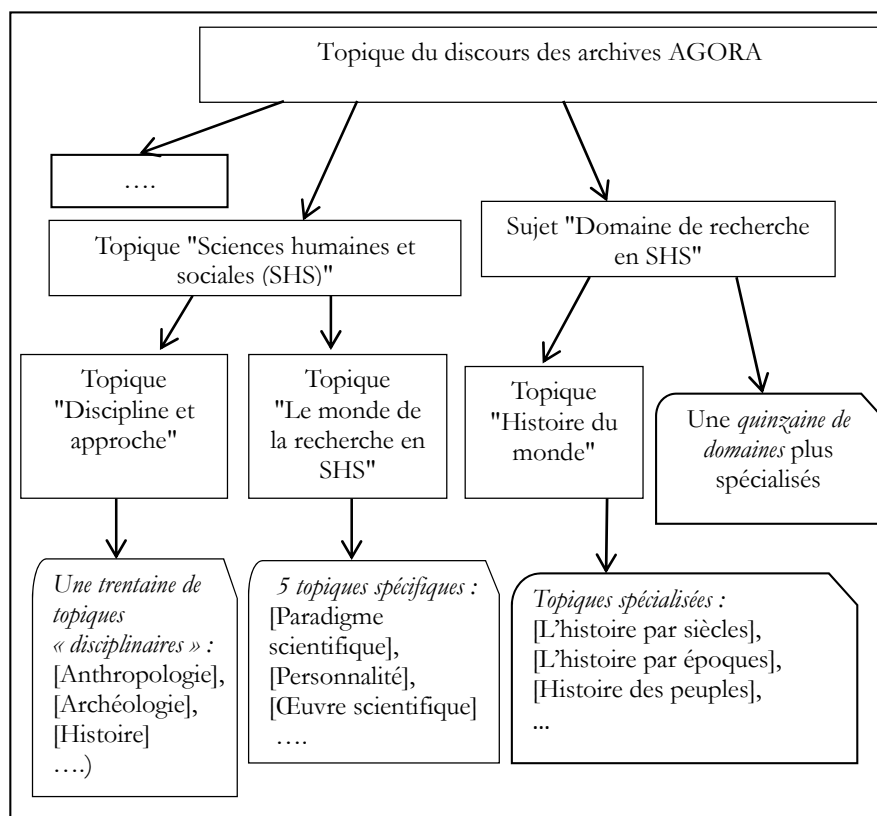 Topique du discours des archives AGORA
….
Topique "Sciences humaines et
sociales (SHS)"
Sujet "Domaine de recherche
en SHS"
Topique
"Discipline et
approche"
Topique
"Le monde de
la recherche en
SHS"
Topique
"Histoire du
monde"
Une quinzaine de
domaines plus
spécialisés
Une trentaine de
topiques
« disciplinaires » :
[Anthropologie],
[Archéologie],
[Histoire]
….)
5 topiques spécifiques :
[Paradigme
scientifique],
[Personnalité],
[Œuvre scientifique]
….
Topiques spécialisées :
[L'histoire par siècles],
[L'histoire par époques],
[Histoire des peuples],
...